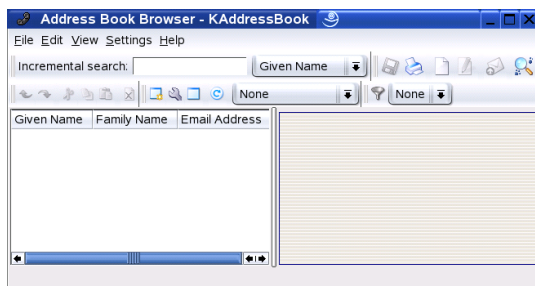 Address Book Browser - KAddressBook
File Edit View Settings Help
Incremental search: Given Name
None None
Given Name Family Name Email Address